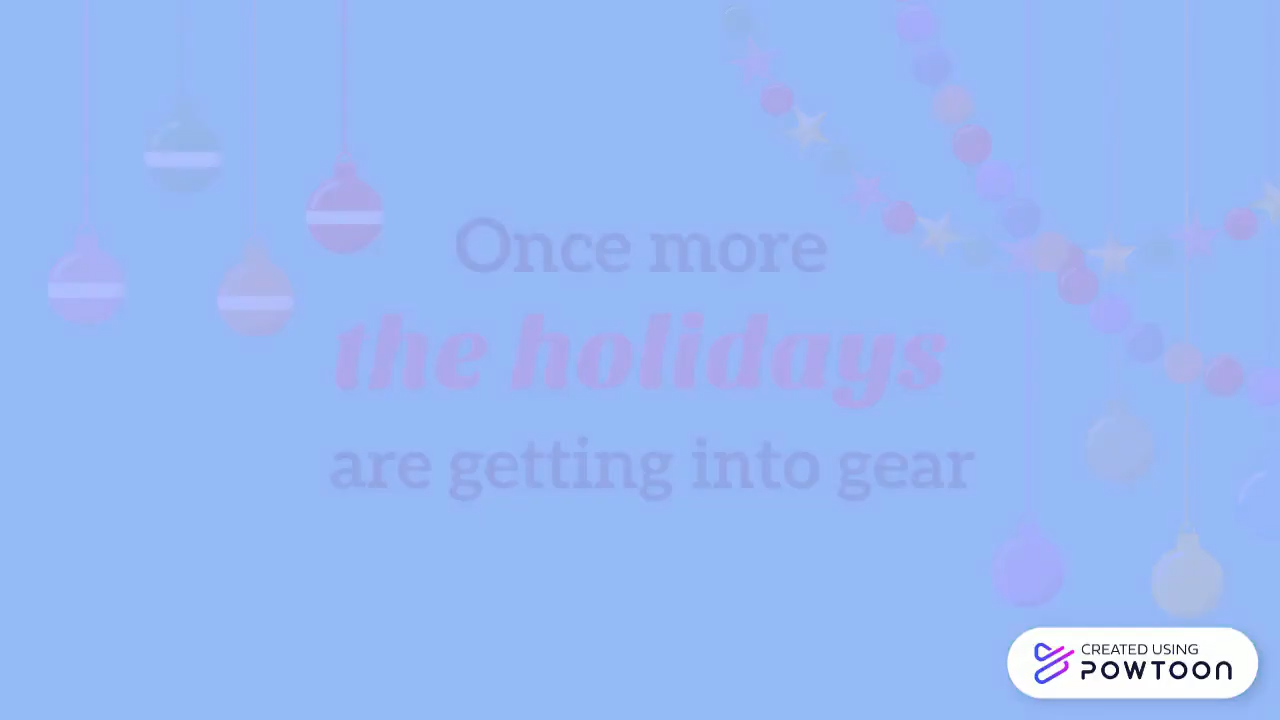 Once more
the holidays
are getting into gear
CREATED USING
POWTOON